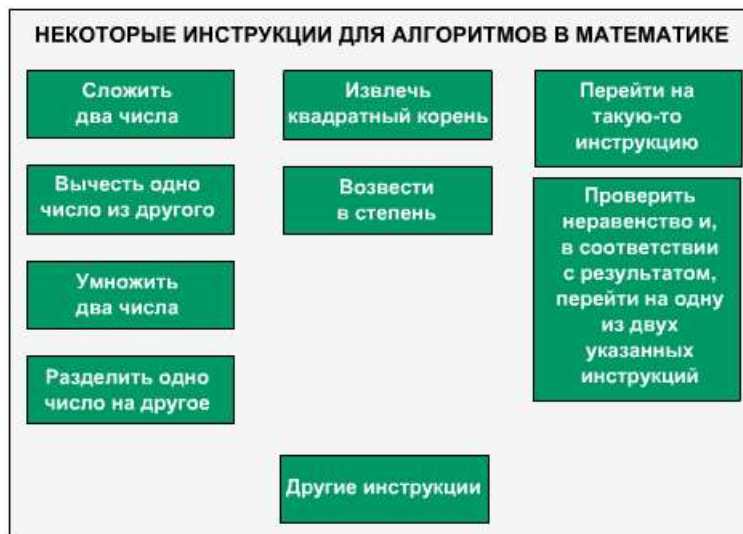 НЕКОТОРЫЕ ИНСТРУКЦИИ ДЛЯ АЛГОРИТМОВ В МАТЕМАТИКЕ
Сложить
два числа
Вычесть одно
число из другого
Умножить
два числа
Разделить одно
число на другое
Извлечь
квадратный корень
Возвести
в степень
Перейти на
такую-то
инструкцию
Проверить
неравенство и,
в соответствии
с результатом,
перейти на одну
из двух
указанных
инструкций
Другие инструкции